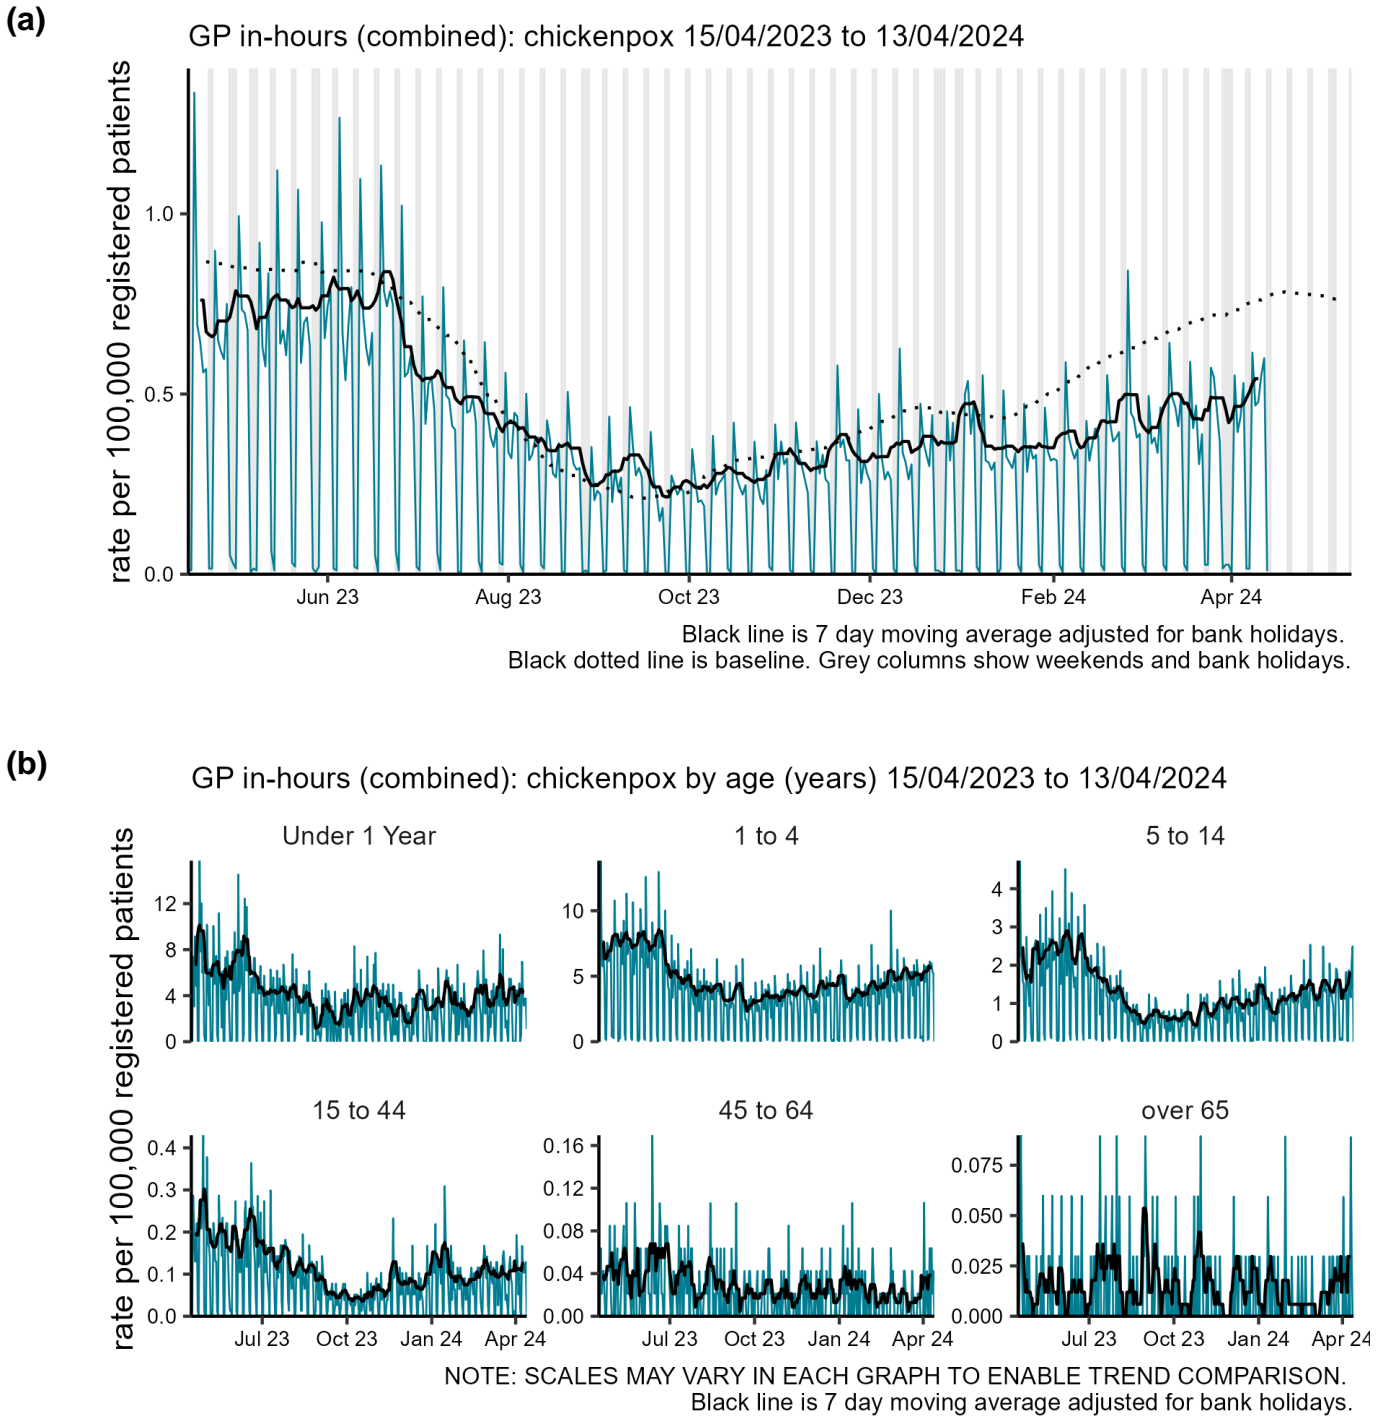 (a)
GP in-hours (combined): chickenpox 15/04/2023 to 13/04/2024
rate per 100,000 registered patients
1.0
0.5
0.0
Jun 23 Aug 23 Oct 23 Dec 23 Feb 24 Apr 24
Black line is 7 day moving average adjusted for bank holidays.
Black dotted line is baseline. Grey columns show weekends and bank holidays.
(b)
GP in-hours (combined): chickenpox by age (years) 15/04/2023 to 13/04/2024
rate per 100,000 registered patients
Under 1 Year 1 to 4 5 to 14
12
8
4
0
10
5
0
4
3
2
1
0
15 to 44 45 to 64 over 65
0.4
0.3
0.2
0.1
0.0
0.16
0.12
0.08
0.04
0.00
0.075
0.050
0.025
0.000
Jul 23 Oct 23 Jan 24 Apr 24 Jul 23 Oct 23 Jan 24 Apr 24 Jul 23 Oct 23 Jan 24 Apr 24
NOTE: SCALES MAY VARY IN EACH GRAPH TO ENABLE TREND COMPARISON.
Black line is 7 day moving average adjusted for bank holidays.